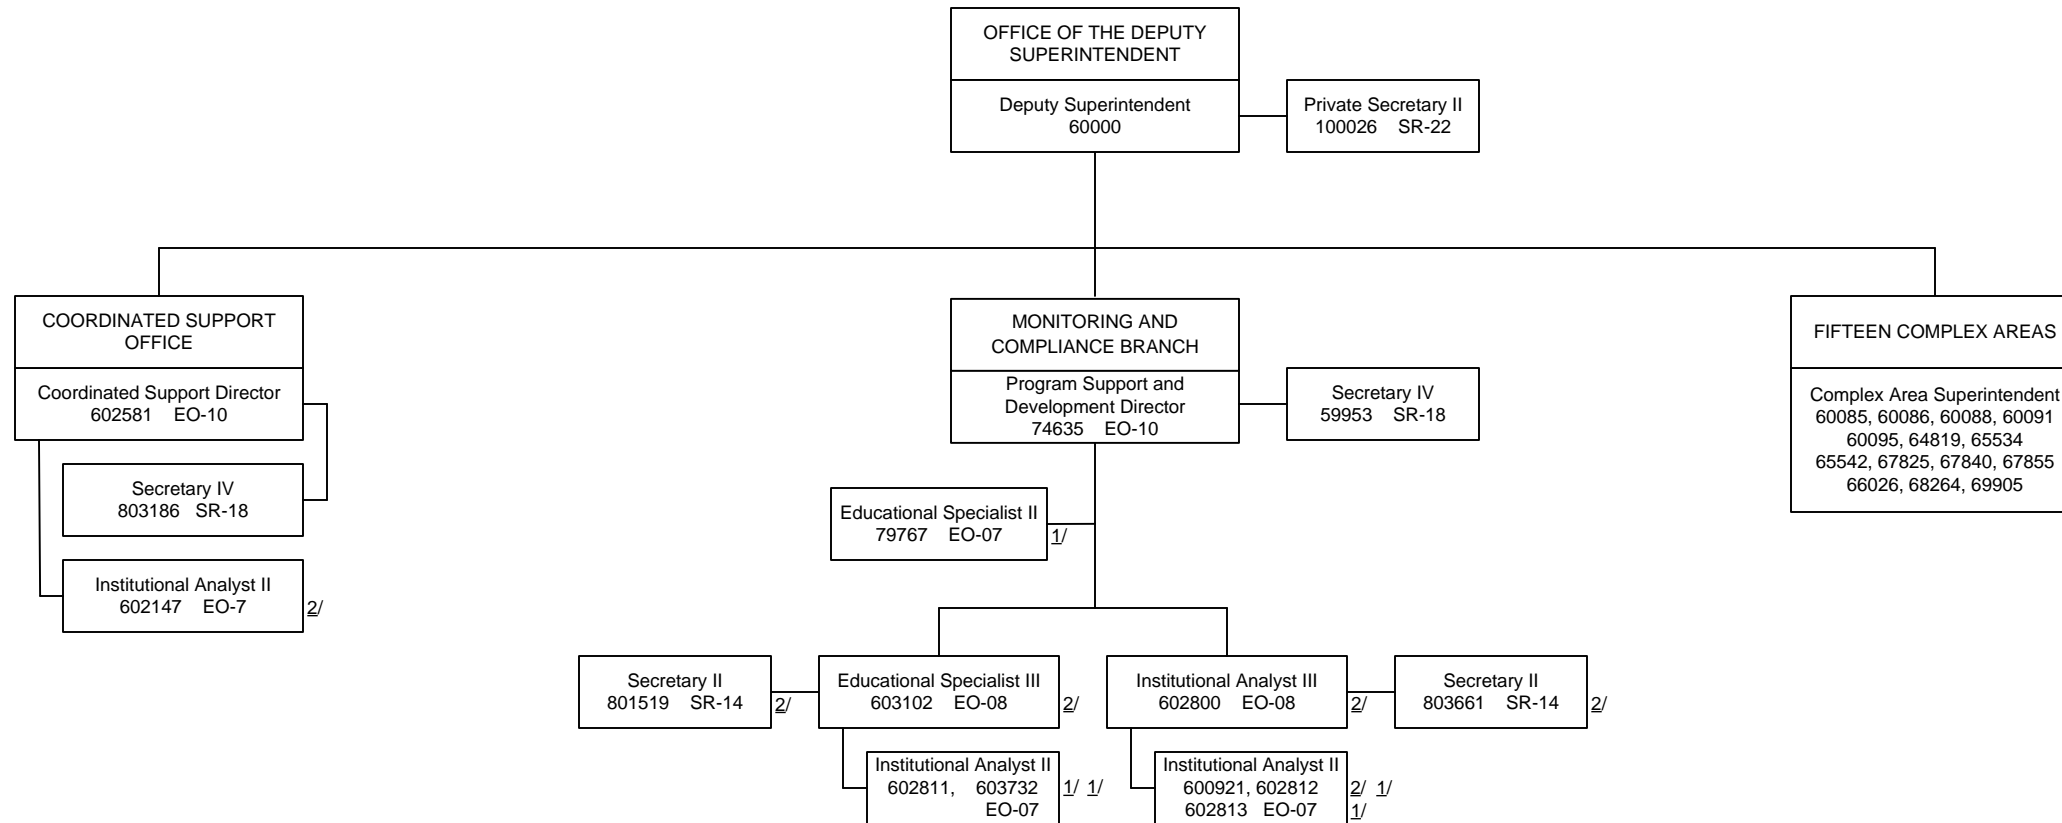 OFFICE OF THE DEPUTY
SUPERINTENDENT
Deputy Superintendent
60000
Private Secretary II
100026 SR-22
COORDINATED SUPPORT
OFFICE
Coordinated Support Director
602581 EO-10
Secretary IV
803186 SR-18
Institutional Analyst II
602147 EO-7
2/
MONITORING AND
COMPLIANCE BRANCH
Program Support and
Development Director
74635 EO-10
Secretary IV
59953 SR-18
Educational Specialist II
79767 EO-07
1/
Secretary II
801519 SR-14
2/
Educational Specialist III
603102 EO-08
2/
Institutional Analyst II
602811, 603732
EO-07
1/ 1/
Institutional Analyst III
602800 EO-08
2/
Secretary II
803661 SR-14
2/
Institutional Analyst II
600921, 602812
602813 EO-07
2/ 1/
1/
FIFTEEN COMPLEX AREAS
Complex Area Superintendent
60085, 60086, 60088, 60091
60095, 64819, 65534
65542, 67825, 67840, 67855
66026, 68264, 69905